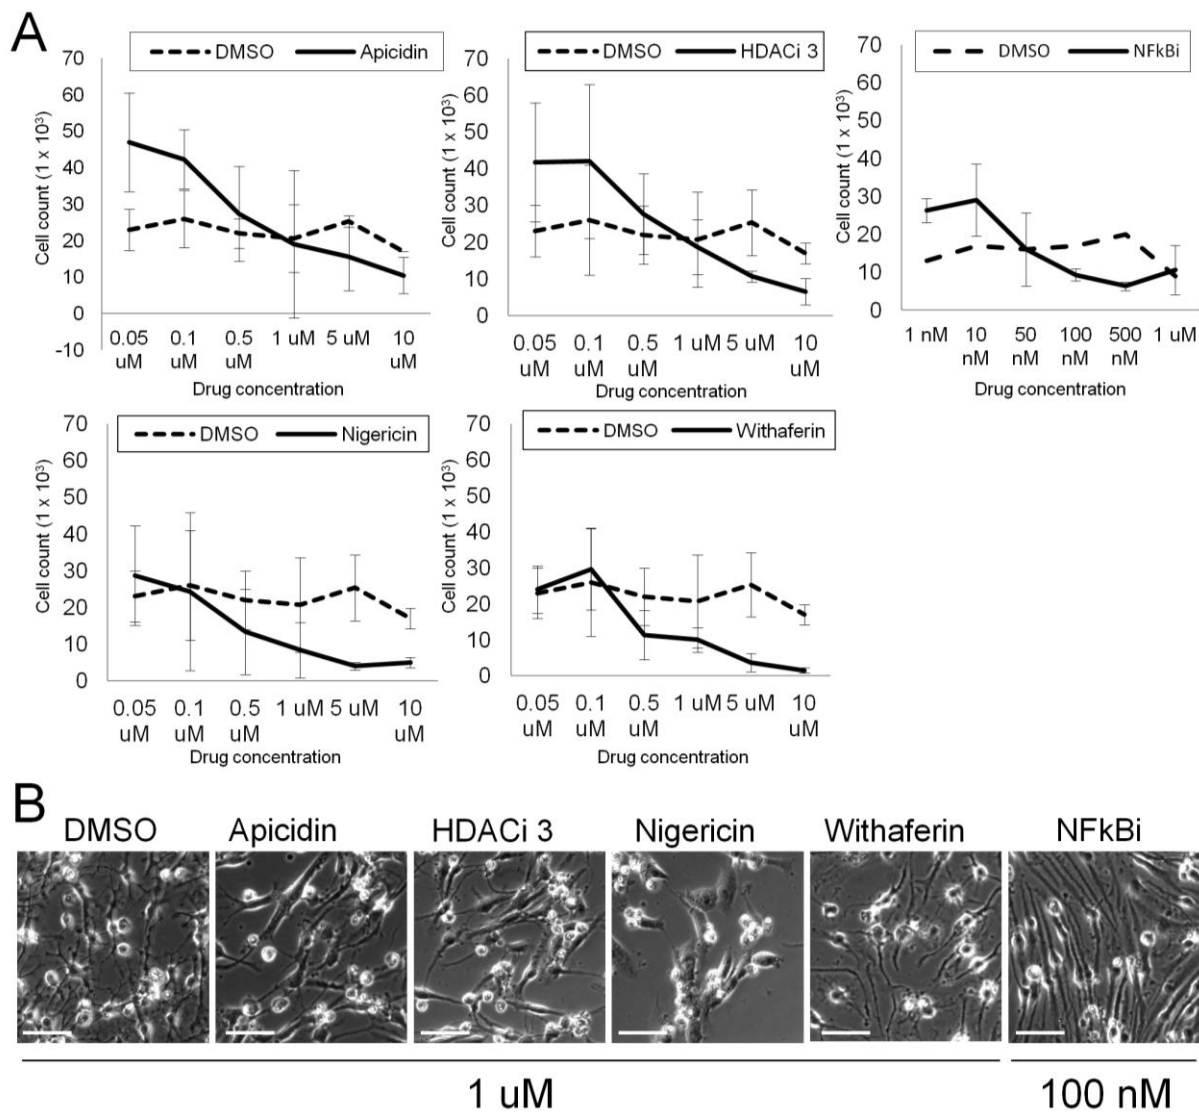 A
DMSO Apicidin
Cell count (1 x 10³)
70
60
50
40
30
20
10
0
-10
0.05 uM 0.1 uM 0.5 uM 1 uM 5 uM 10 uM
Drug concentration
DMSO HDACi 3
Cell count (1 x 10³)
70
60
50
40
30
20
10
0
0.05 uM 0.1 uM 0.5 uM 1 uM 5 uM 10 uM
Drug concentration
DMSO NFkBi
Cell count (1 x 10³)
70
60
50
40
30
20
10
0
1 nM 10 nM 50 nM 100 nM 500 nM 1 uM
Drug concentration
DMSO Nigericin
Cell count (1 x 10³)
70
60
50
40
30
20
10
0
0.05 uM 0.1 uM 0.5 uM 1 uM 5 uM 10 uM
Drug concentration
DMSO Withaferin
Cell count (1 x 10³)
70
60
50
40
30
20
10
0
0.05 uM 0.1 uM 0.5 uM 1 uM 5 uM 10 uM
Drug concentration
B
DMSO Apicidin HDACi 3 Nigericin Withaferin NFkBi
1 uM 100 nM